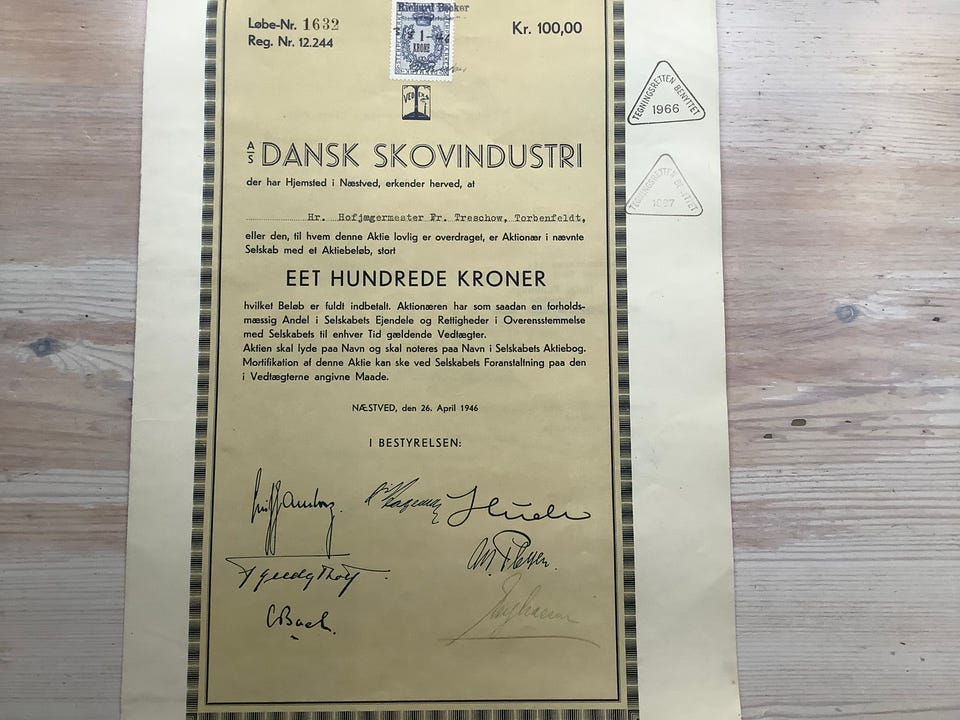 Løbe-Nr. 1632
Reg. Nr. 12.244
Kr. 100,00
Richard Becker
1
KRONE
A/S DANSK SKOVINDUSTRI
der har Hjemsted i Næstved, erkender herved, at
Hr. Hofjægermester Fr. Treschow, Torbenfeldt,
eller den, til hvem denne Aktie lovlig er overdraget, er Aktionær i nævnte
Selskab med et Aktiebeløb, stort
EET HUNDREDE KRONER
hvilket Beløb er fuldt indbetalt. Aktionæren har som saadan en forholds-
mæssig Andel i Selskabets Ejendele og Rettigheder i Overensstemmelse
med Selskabets til enhver Tid gældende Vedtægter.
Aktien skal lyde paa Navn og skal noteres paa Navn i Selskabets Aktiebog.
Mortifikation af denne Aktie kan ske ved Selskabets Foranstaltning paa den
i Vedtægterne angivne Maade.
NÆSTVED, den 26. April 1946
I BESTYRELSEN:
CBach.
TEGNINGSRETTEN BENYTTET
1966
TEGNINGSRETTEN BENYTTET